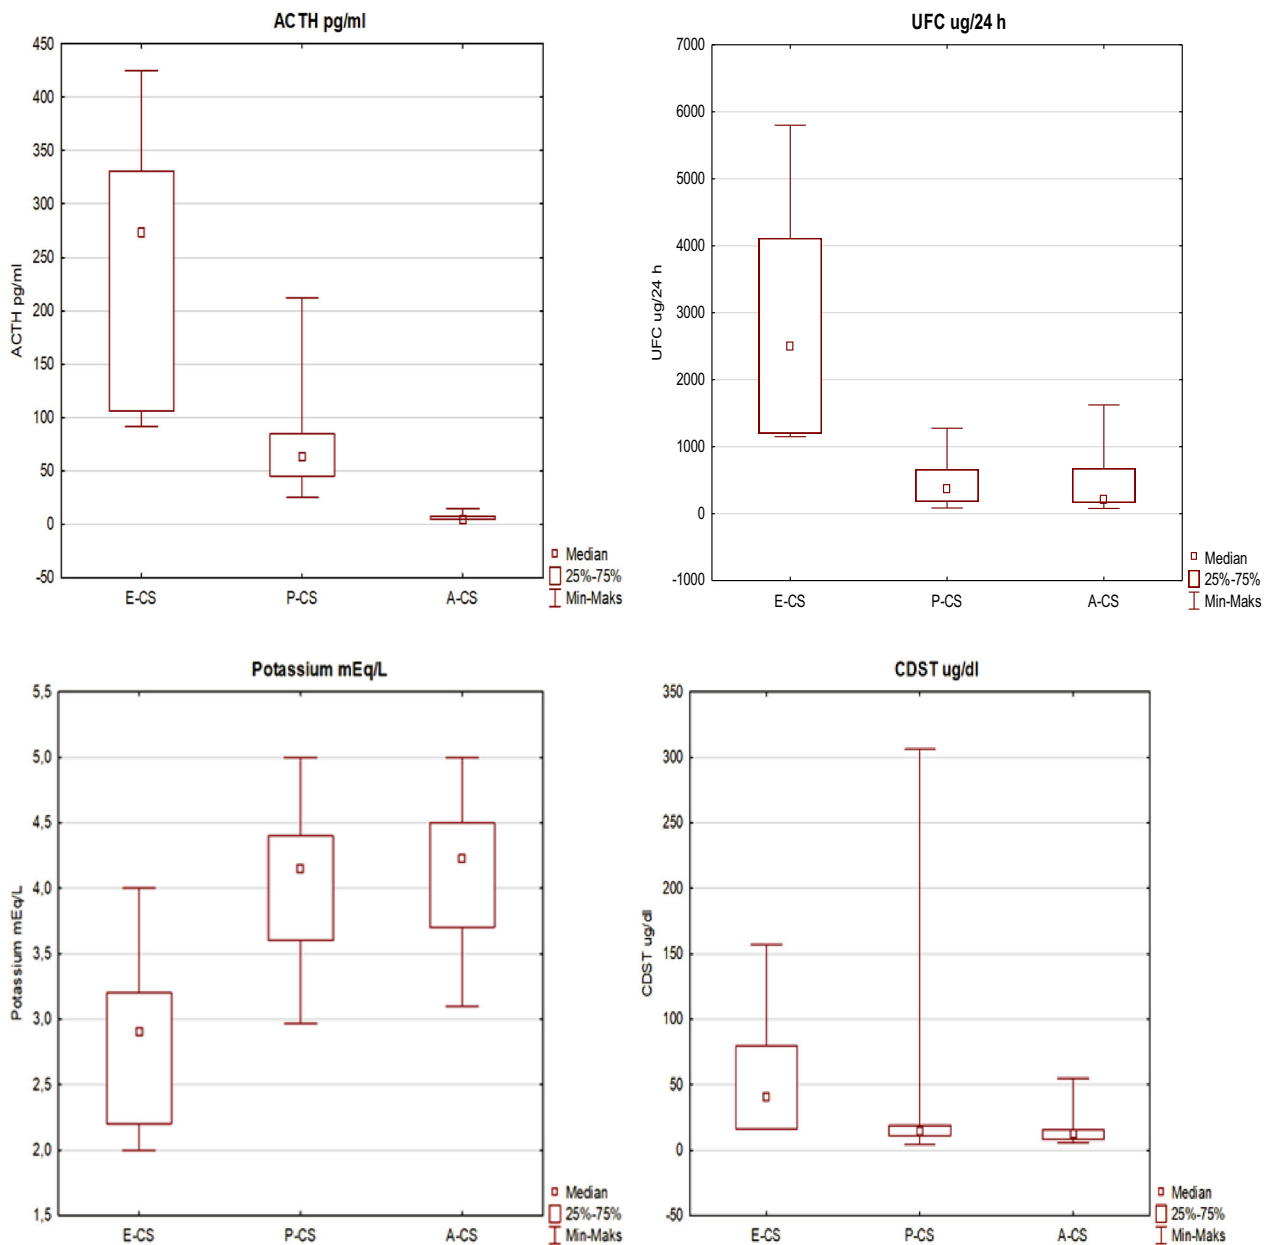 ACTH pg/ml
450
400
350
300
250
200
150
100
50
0
-50
ACTH pg/ml
E-CS P-CS A-CS
Median
25%-75%
Min-Maks
UFC ug/24 h
7000
6000
5000
4000
3000
2000
1000
0
-1000
UFC ug/24 h
E-CS P-CS A-CS
Median
25%-75%
Min-Maks
Potassium mEq/L
5,5
5,0
4,5
4,0
3,5
3,0
2,5
2,0
1,5
Potassium mEq/L
E-CS P-CS A-CS
Median
25%-75%
Min-Maks
CDST ug/dl
350
300
250
200
150
100
50
0
-50
CDST ug/dl
E-CS P-CS A-CS
Median
25%-75%
Min-Maks